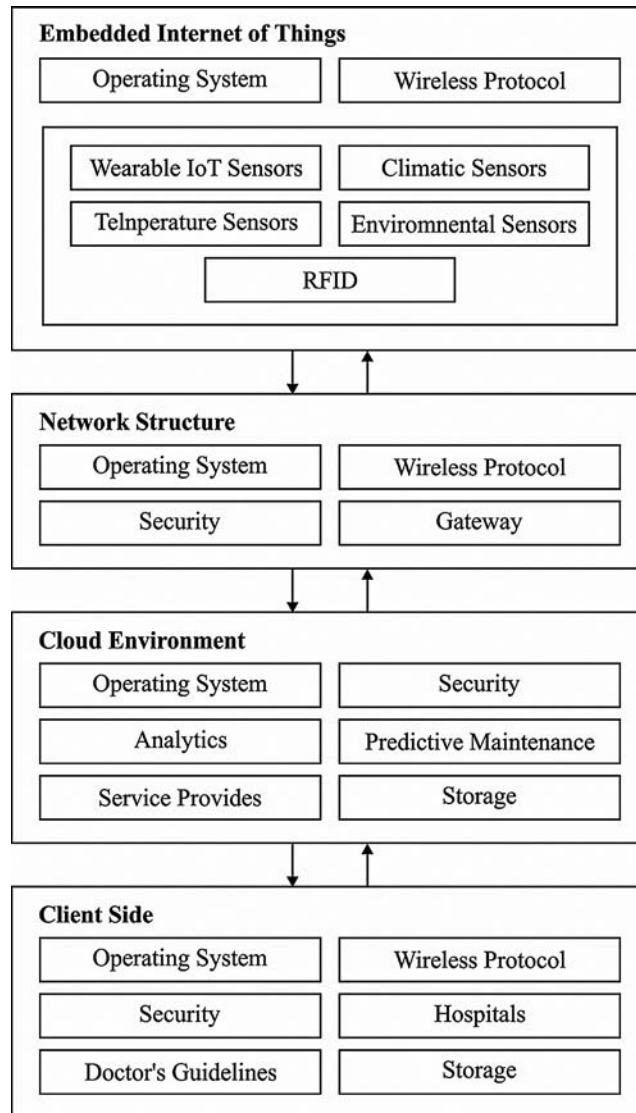 Embedded Internet of Things
Operating System
Wireless Protocol
Wearable IoT Sensors
Climatic Sensors
Telnperature Sensors
Enviromnental Sensors
RFID
Network Structure
Operating System
Wireless Protocol
Security
Gateway
Cloud Environment
Operating System
Security
Analytics
Predictive Maintenance
Service Provides
Storage
Client Side
Operating System
Wireless Protocol
Security
Hospitals
Doctor's Guidelines
Storage